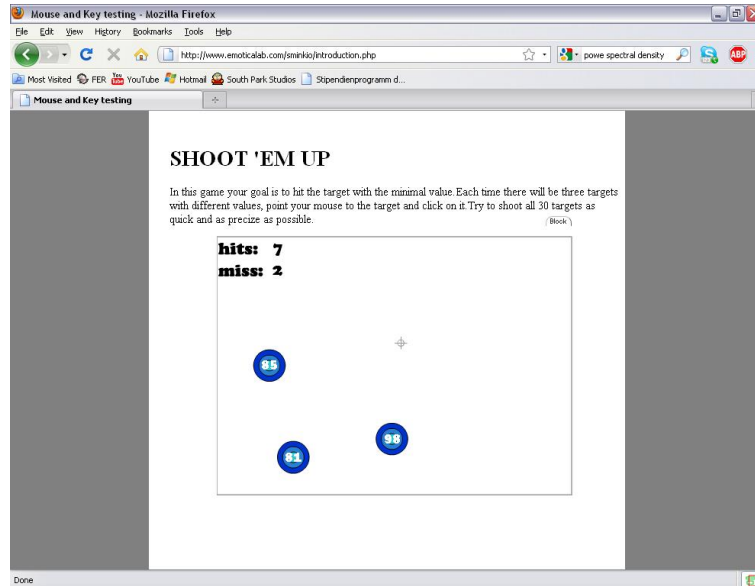 Mouse and Key testing - Mozilla Firefox
File Edit View History Bookmarks Tools Help
http://www.emoticalab.com/sminkio/introduction.php
powe spectral density
ABP
Most Visited FER YouTube Hotmail South Park Studios Stipendienprogramm d...
Mouse and Key testing
SHOOT 'EM UP
In this game your goal is to hit the target with the minimal value.Each time there will be three targets
with different values, point your mouse to the target and click on it.Try to shoot all 30 targets as
quick and as precize as possible.
Block
hits: 7
miss: 2
85
98
81
Done